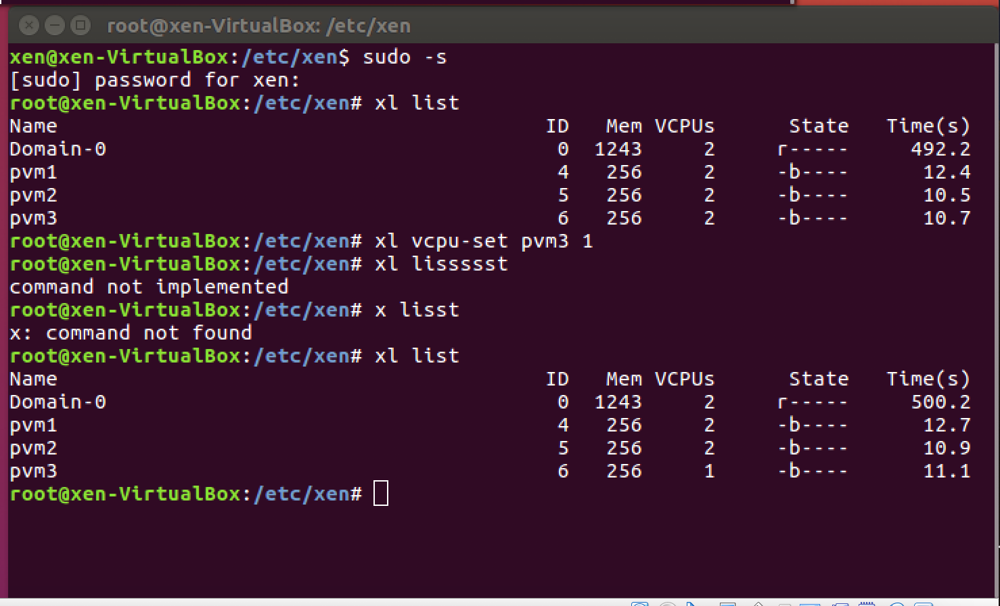 root@xen-VirtualBox: /etc/xen
xen@xen-VirtualBox:/etc/xen$ sudo -s
[sudo] password for xen:
root@xen-VirtualBox:/etc/xen# xl list
Name ID Mem VCPUs State Time(s)
Domain-0 0 1243 2 r----- 492.2
pvm1 4 256 2 -b---- 12.4
pvm2 5 256 2 -b---- 10.5
pvm3 6 256 2 -b---- 10.7
root@xen-VirtualBox:/etc/xen# xl vcpu-set pvm3 1
root@xen-VirtualBox:/etc/xen# xl lisssssst
command not implemented
root@xen-VirtualBox:/etc/xen# x lisst
x: command not found
root@xen-VirtualBox:/etc/xen# xl list
Name ID Mem VCPUs State Time(s)
Domain-0 0 1243 2 r----- 500.2
pvm1 4 256 2 -b---- 12.7
pvm2 5 256 2 -b---- 10.9
pvm3 6 256 1 -b---- 11.1
root@xen-VirtualBox:/etc/xen#